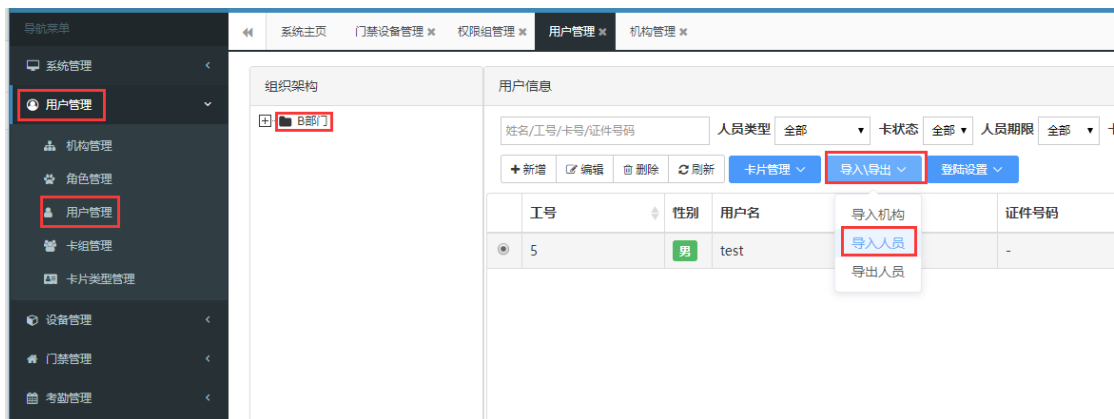 导航菜单
系统管理
用户管理
机构管理
角色管理
用户管理
卡组管理
卡片类型管理
设备管理
门禁管理
考勤管理
系统主页 门禁设备管理 权限组管理 用户管理 机构管理
组织架构
B部门
用户信息
姓名/工号/卡号/证件号码 人员类型 全部 卡状态 全部 人员期限 全部
新增 编辑 删除 刷新 卡片管理 导入\导出 登陆设置
工号 性别 用户名 证件号码
5 男 test -
导入机构
导入人员
导出人员